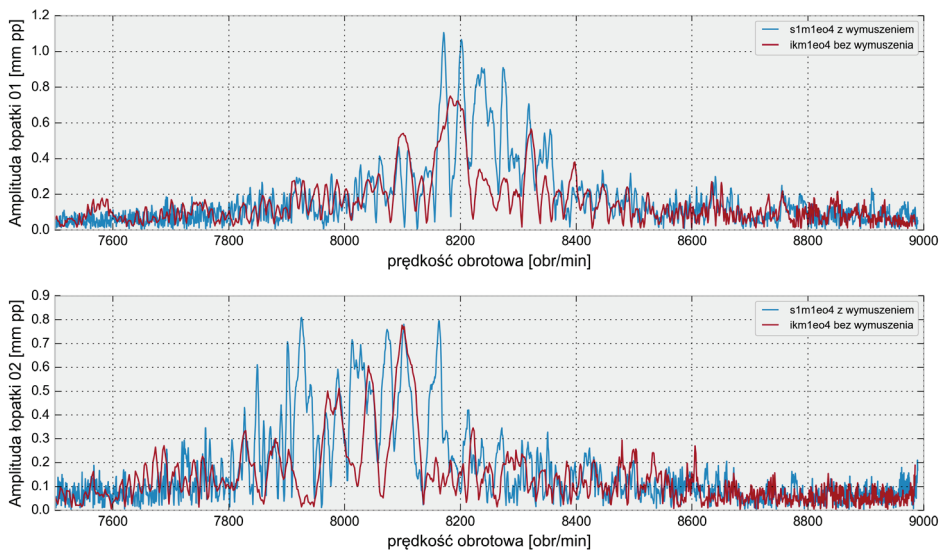 Amplituda łopatki 01 [mm pp]
1.2
1.0
0.8
0.6
0.4
0.2
0.0
s1m1eo4 z wymuszeniem
ikm1eo4 bez wymuszenia
7600 7800 8000 8200 8400 8600 8800 9000
prędkość obrotowa [obr/min]
Amplituda łopatki 02 [mm pp]
0.9
0.8
0.7
0.6
0.5
0.4
0.3
0.2
0.1
0.0
s1m1eo4 z wymuszeniem
ikm1eo4 bez wymuszenia
7600 7800 8000 8200 8400 8600 8800 9000
prędkość obrotowa [obr/min]